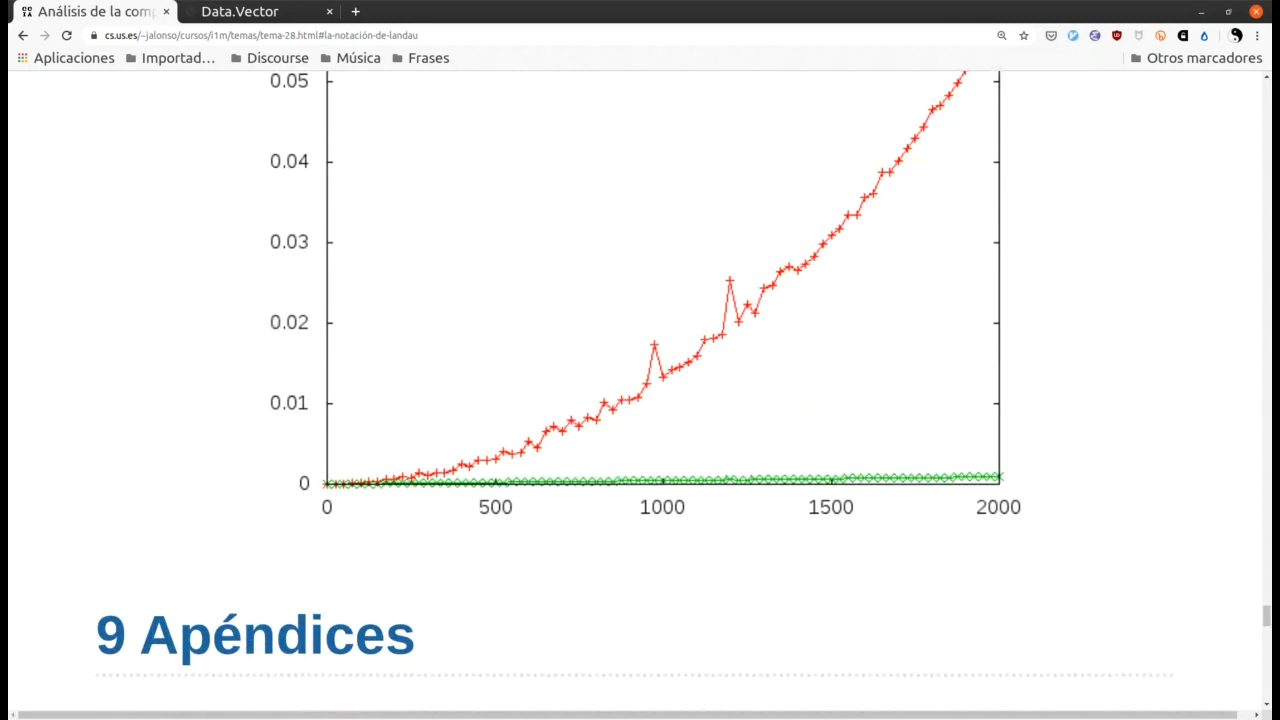 Análisis de la comp
Data.Vector
cs.us.es/~jalonso/cursos/i1m/temas/tema-28.html#la-notación-de-landau
Aplicaciones
Importad…
Discourse
Música
Frases
Otros marcadores
0.05
0.04
0.03
0.02
0.01
0
0
500
1000
1500
2000
9 Apéndices